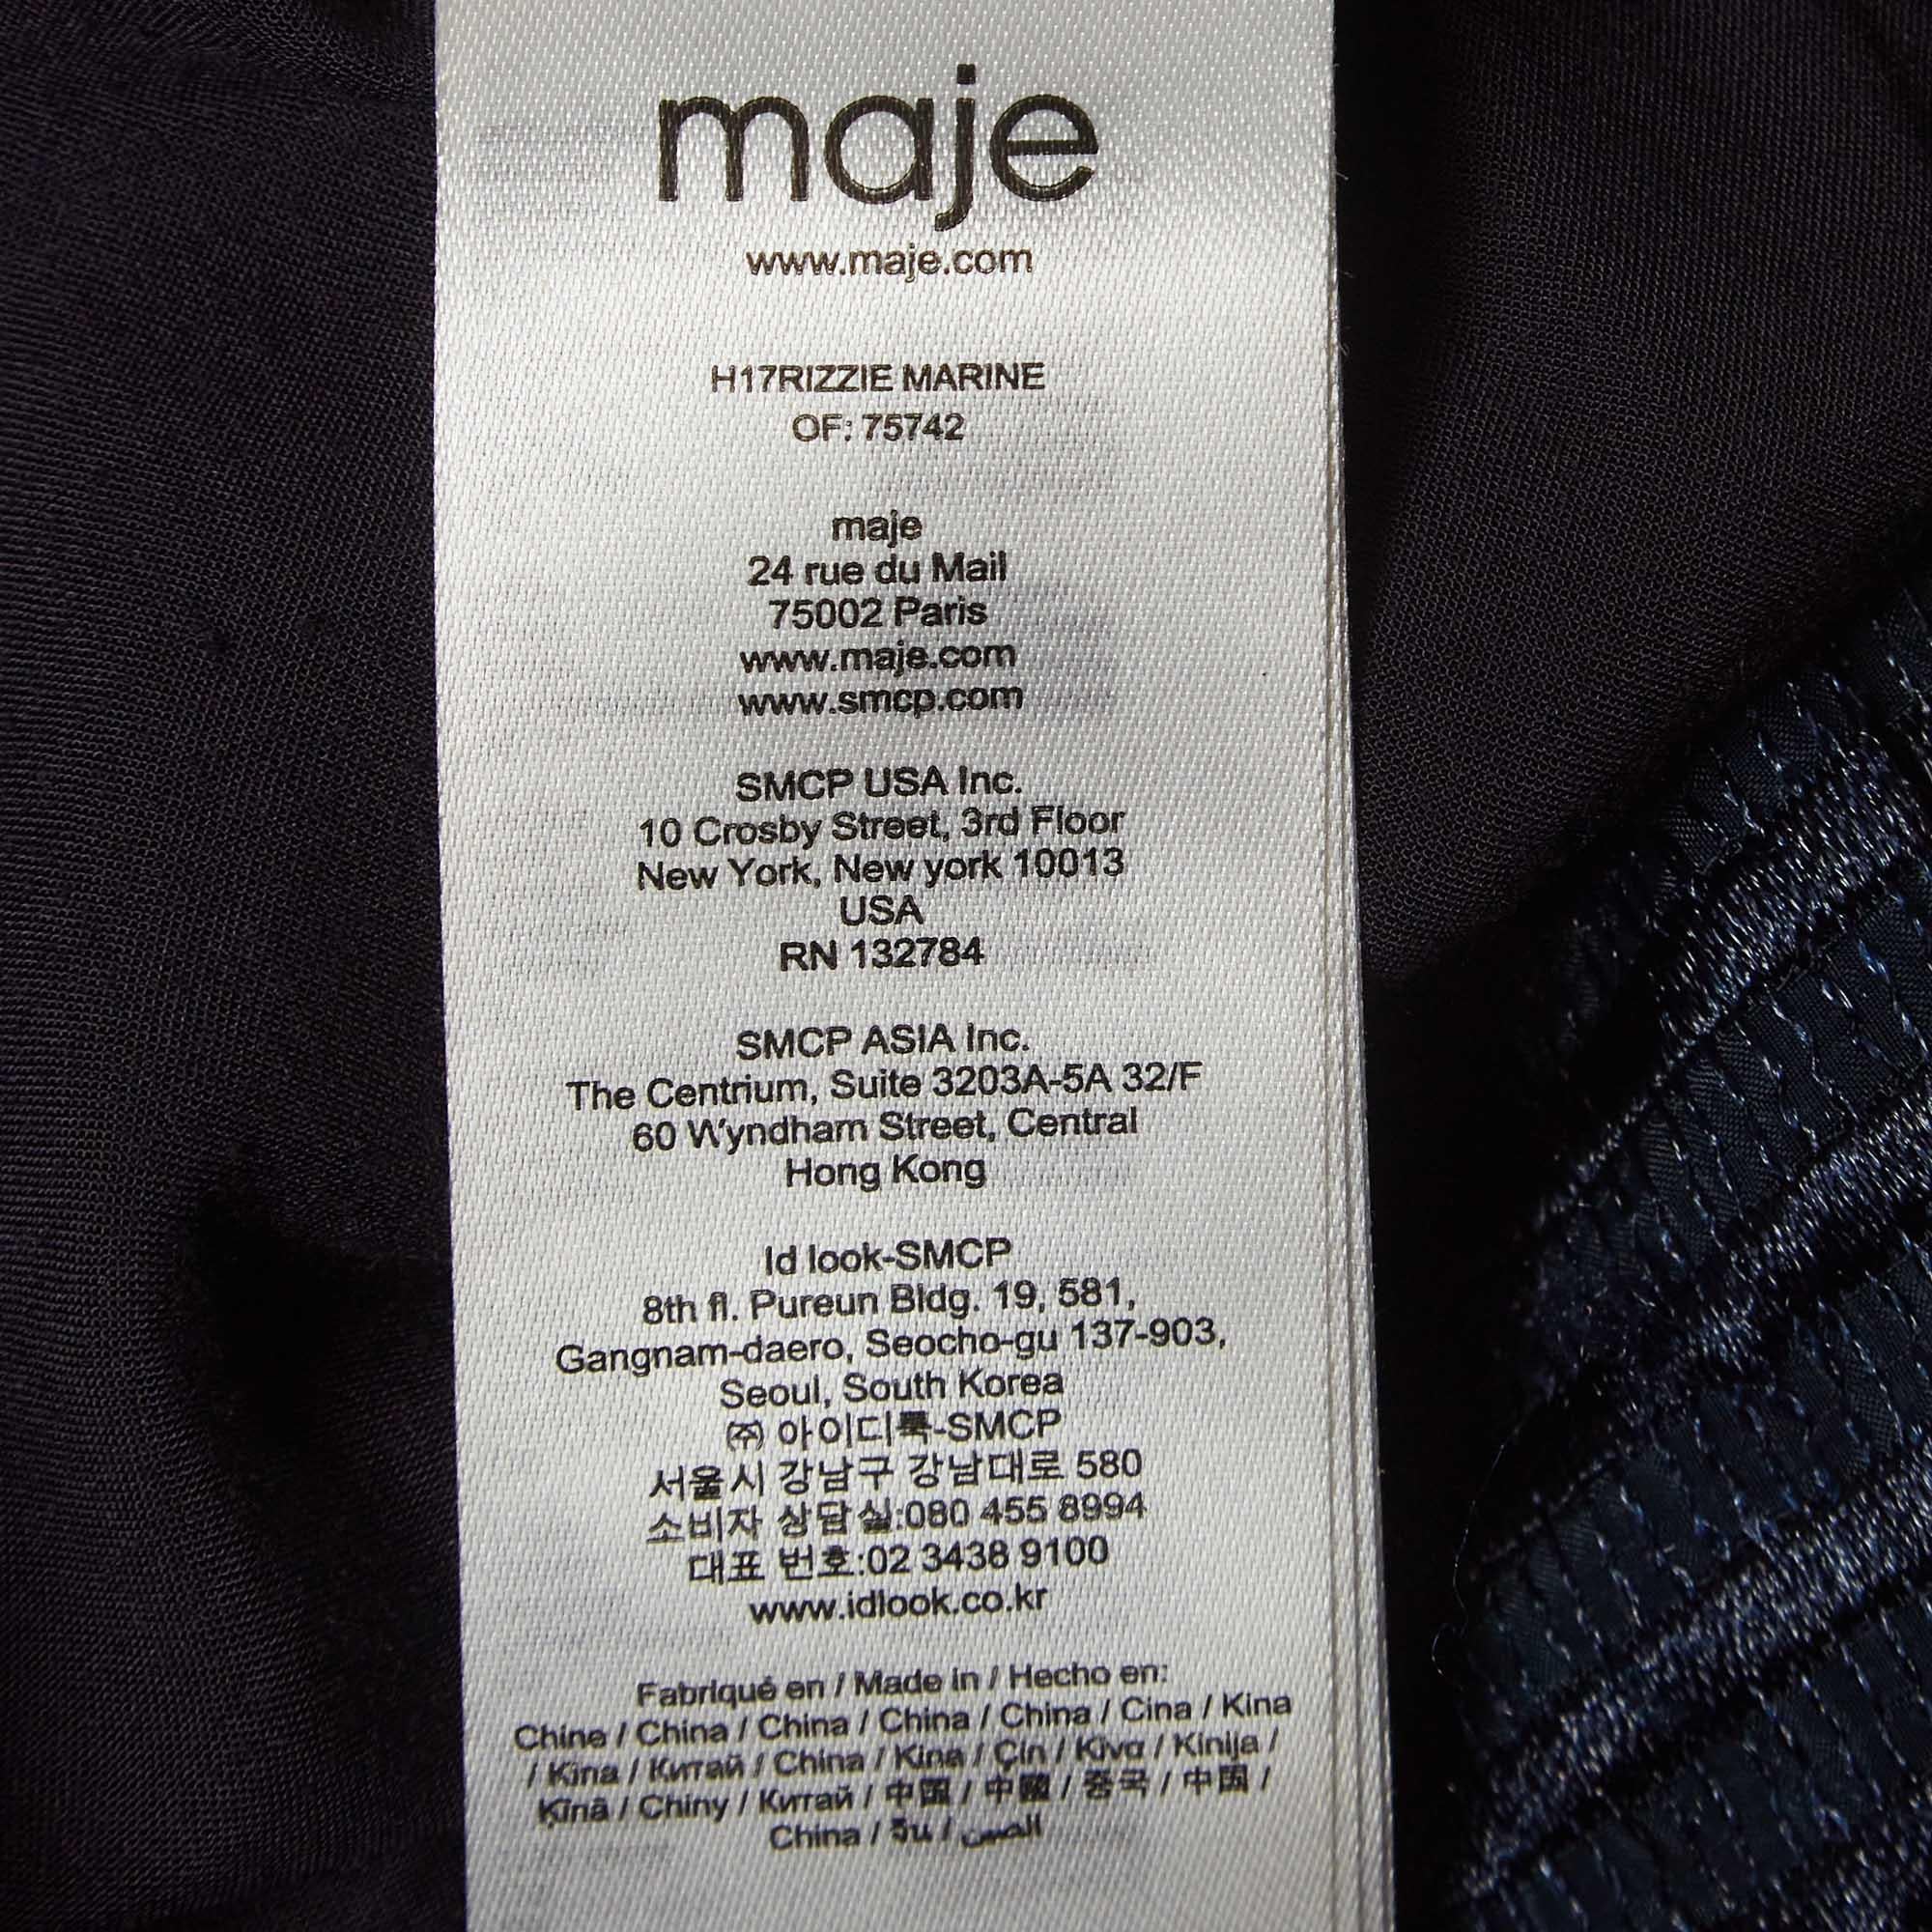 maje
www.maje.com
H17RIZZIE MARINE
OF: 75742
maje
24 rue du Mail
75002 Paris
www.maje.com
www.smcp.com
SMCP USA Inc.
10 Crosby Street, 3rd Floor
New York, New york 10013
USA
RN 132784
SMCP ASIA Inc.
The Centrium, Suite 3203A-5A 32/F
60 Wyndham Street, Central
Hong Kong
Id look-SMCP
8th fl. Pureun Bldg. 19, 581,
Gangnam-daero, Seocho-gu 137-903,
Seoul, South Korea
㈜ 아이디룩-SMCP
서울시 강남구 강남대로 580
소비자 상담실:080 455 8994
대표 번호:02 3438 9100
www.idlook.co.kr
Fabriqué en / Made in / Hecho en:
Chine / China / China / China / China / Cina / Kina
/ Kina / Китай / China / Kina / Çin / Κίνα / Kinija /
Ķīnā / Chiny / Китай / 中国 / 中國 / 중국 / 中国 /
China / จีน / الصين